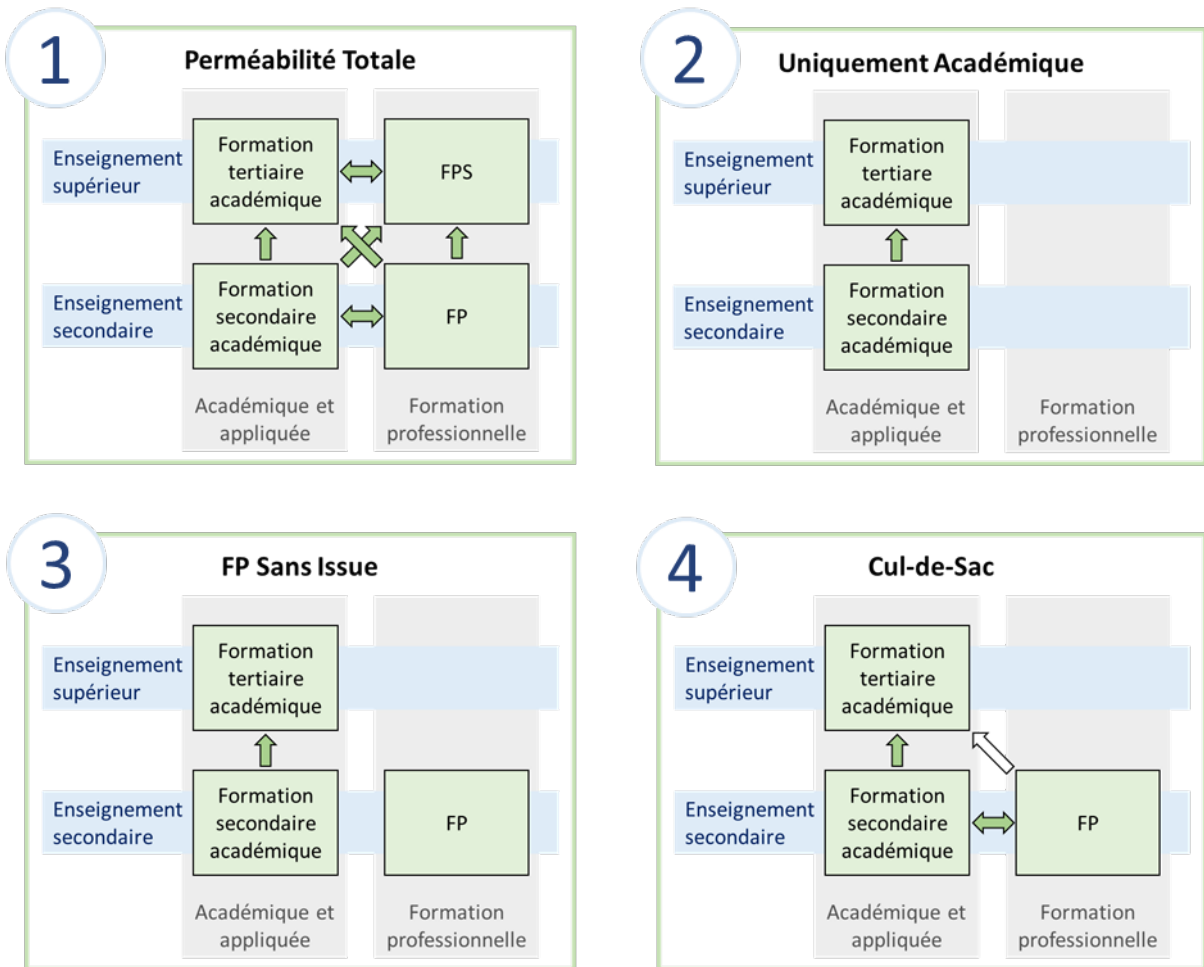 1
Perméabilité Totale
Enseignement
supérieur
Formation
tertiaire
académique
FPS
Enseignement
secondaire
Formation
secondaire
académique
FP
Académique et
appliquée
Formation
professionnelle
2
Uniquement Académique
Enseignement
supérieur
Formation
tertiare
académique
Enseignement
secondaire
Formation
secondaire
académique
Académique et
appliquée
Formation
professionnelle
3
FP Sans Issue
Enseignement
supérieur
Formation
tertiaire
académique
Enseignement
secondaire
Formation
secondaire
académique
FP
Académique et
appliquée
Formation
professionnelle
4
Cul-de-Sac
Enseignement
supérieur
Formation
tertiaire
académique
Enseignement
secondaire
Formation
secondaire
académique
FP
Académique et
appliquée
Formation
professionnelle